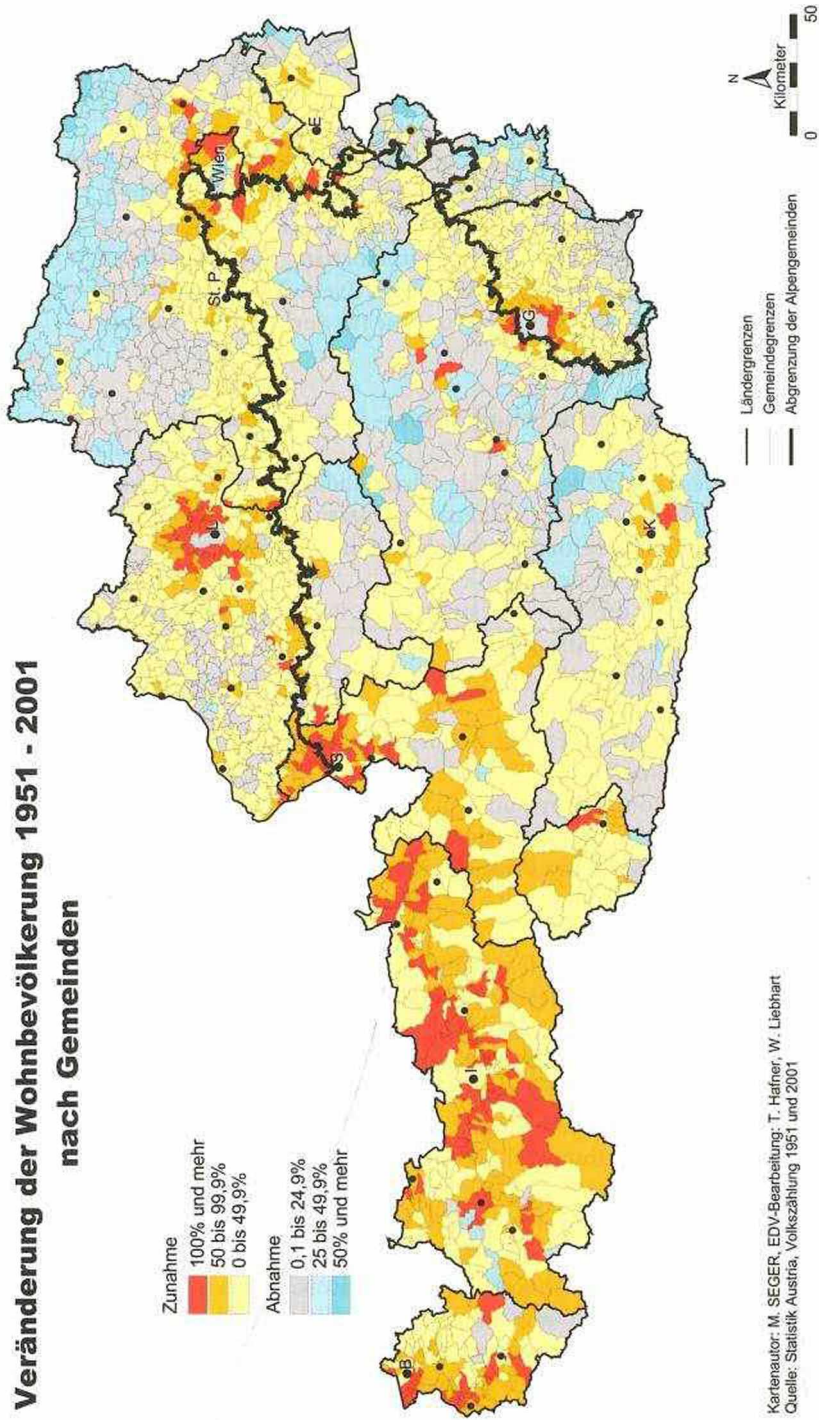 Veränderung der Wohnbevölkerung 1951 - 2001
nach Gemeinden
Zunahme
100% und mehr
50 bis 99,9%
0 bis 49,9%
Abnahme
0,1 bis 24,9%
25 bis 49,9%
50% und mehr
B
I
S
L
St. P.
Wien
E
G
K
Ländergrenzen
Gemeindegrenzen
Abgrenzung der Alpengemeinden
N
Kilometer
0
50
Kartenautor: M. SEGER, EDV-Bearbeitung: T. Hafner, W. Liebhart
Quelle: Statistik Austria, Volkszählung 1951 und 2001